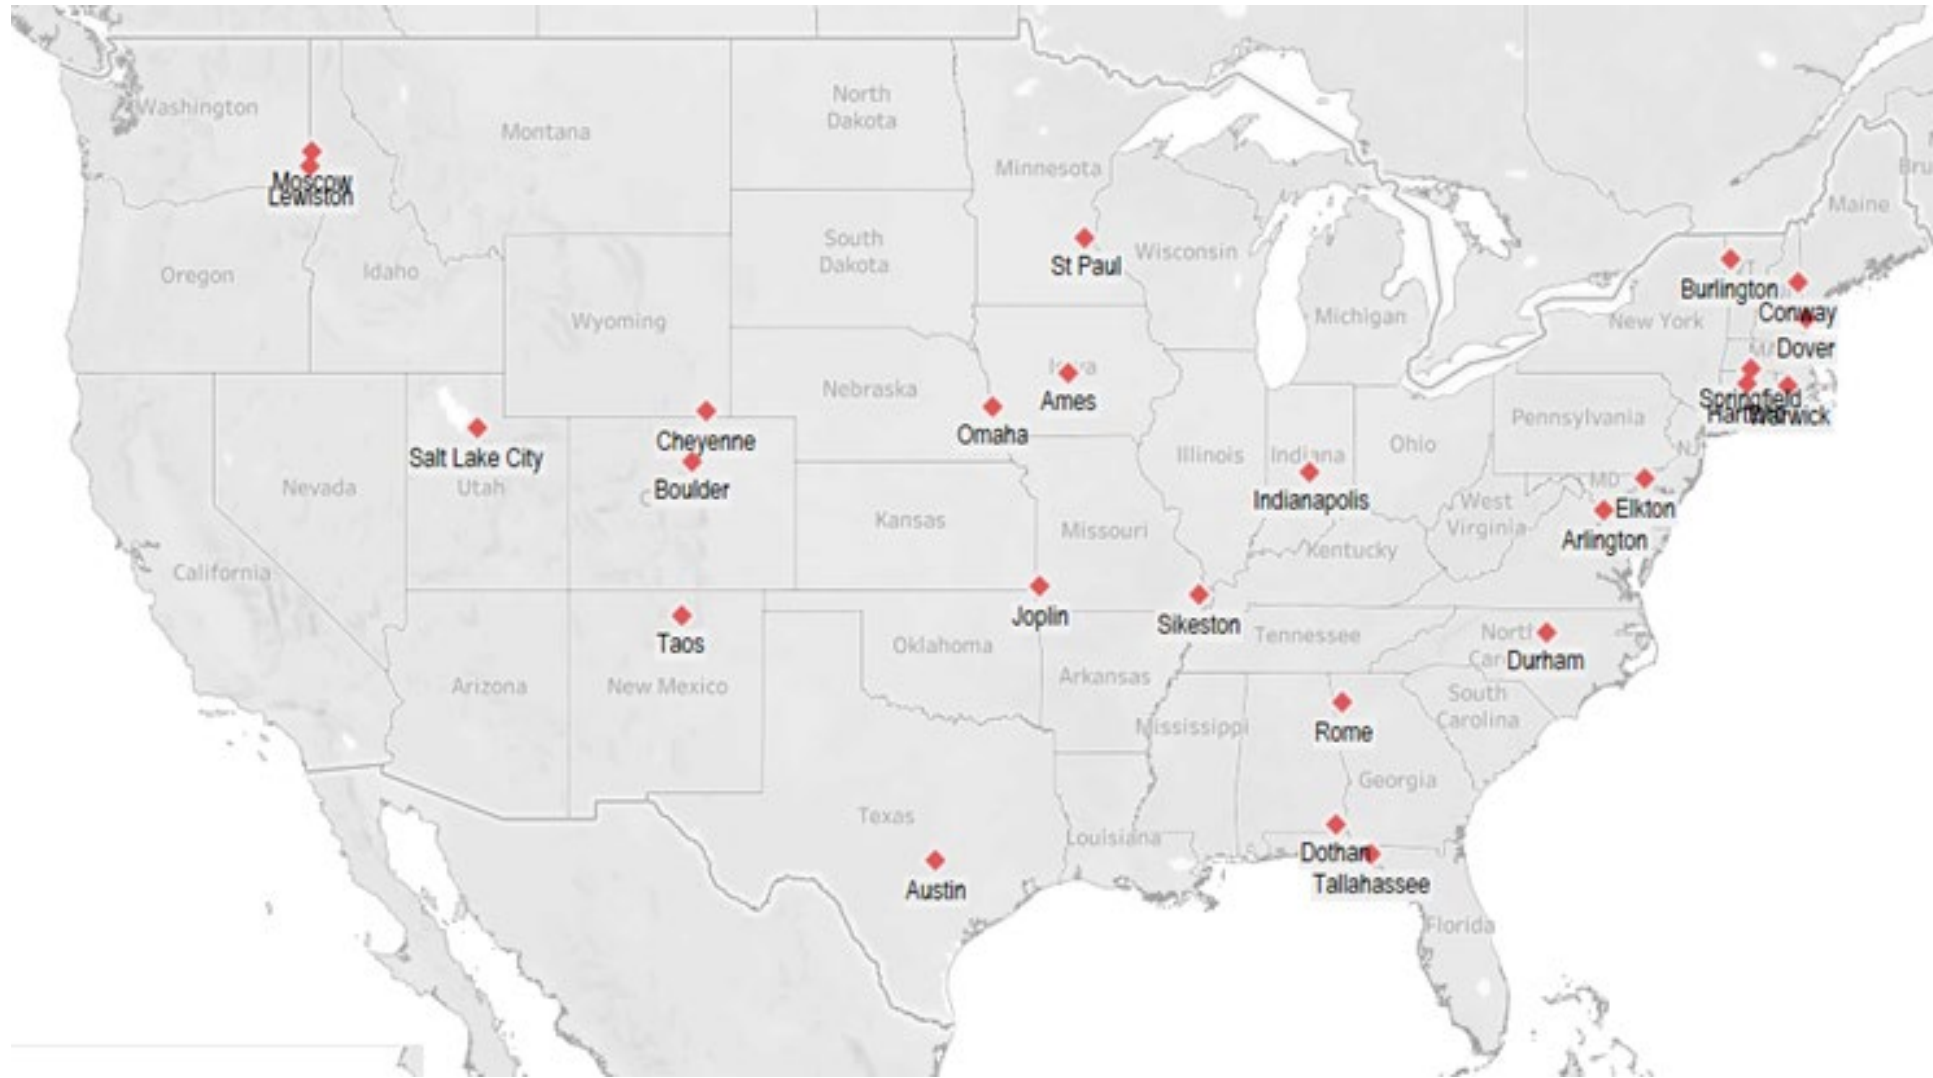 North
Dakota
Washington
Montana
Minnesota
Moscow
Lewiston
Maine
South
Dakota
St Paul
Wisconsin
Oregon
Idaho
Burlington
Wyoming
Michigan
New York
Conway
Dover
Nebraska
Ames
Springfield
Warwick
Pennsylvania
Omaha
Cheyenne
Salt Lake City
Utah
Nevada
Boulder
Illinois
Indiana
Ohio
Indianapolis
NJ
MD
Elkton
Arlington
West
Virginia
Kansas
Missouri
Kentucky
California
Joplin
Sikeston
Tennessee
Taos
Oklahoma
North
Durham
Arizona
New Mexico
Arkansas
South
Carolina
Mississippi
Rome
Georgia
Texas
Louisiana
Dothan
Austin
Tallahassee
Florida